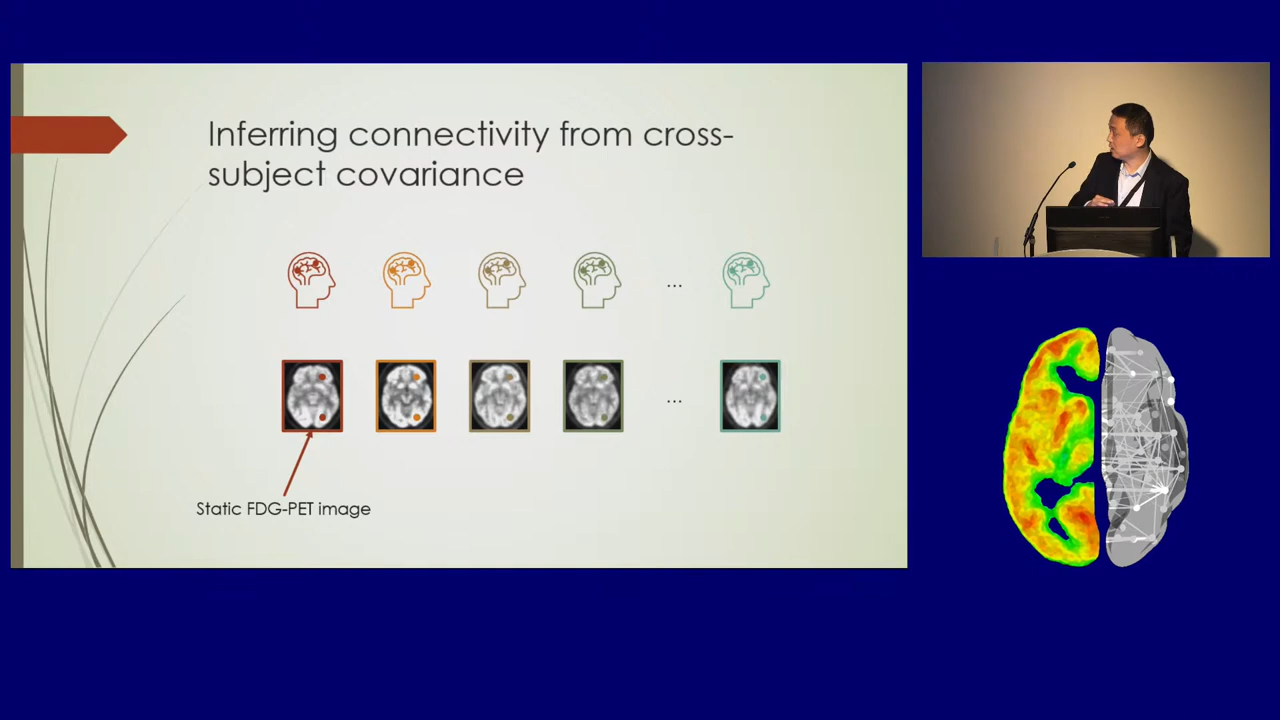 Inferring connectivity from cross-
subject covariance
...
...
Static FDG-PET image